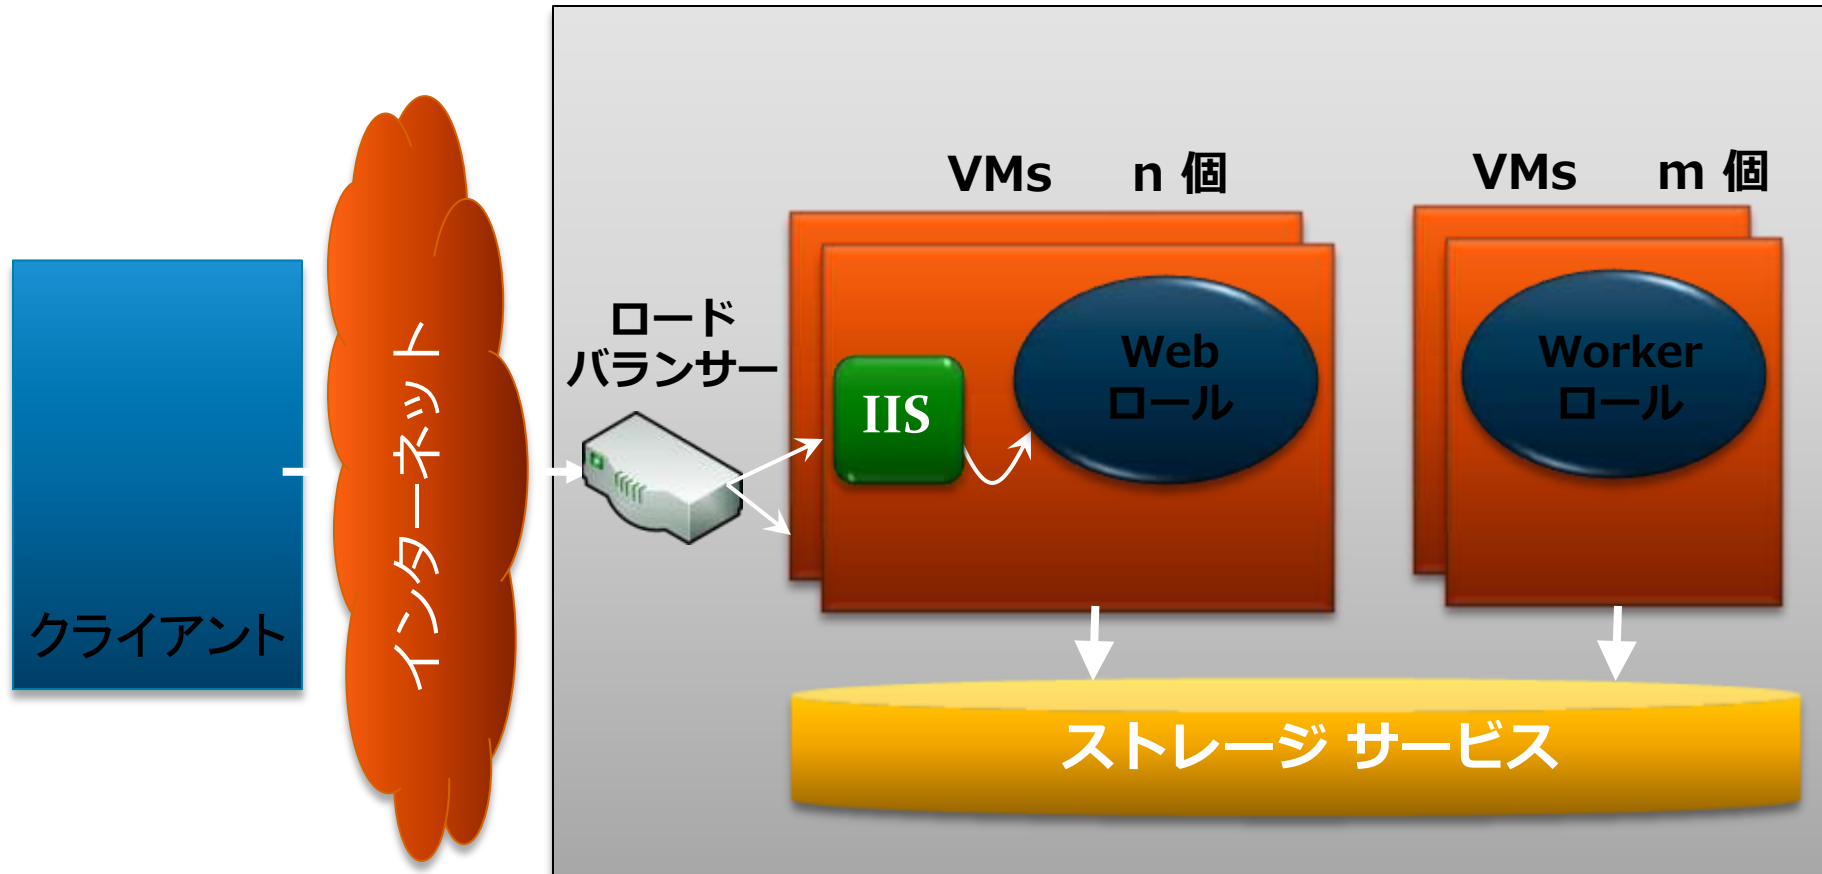 クライアント
インターネット
ロード
バランサー
VMs n 個
IIS
Web
ロール
VMs m 個
Worker
ロール
ストレージ サービス